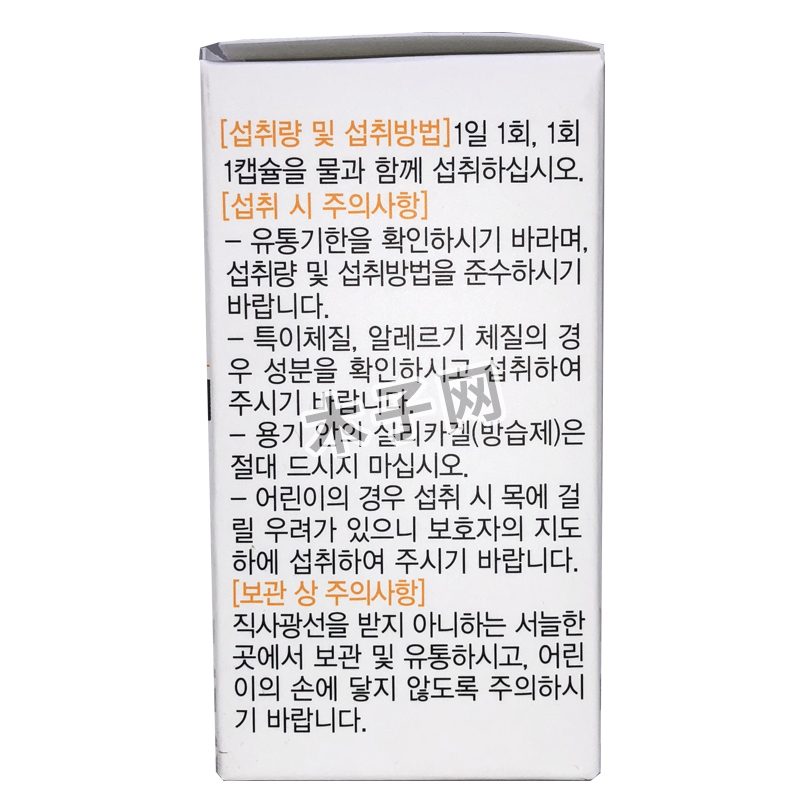 [섭취량 및 섭취방법]1일 1회, 1회
1캡슐을 물과 함께 섭취하십시오.
[섭취 시 주의사항]
– 유통기한을 확인하시기 바라며,
섭취량 및 섭취방법을 준수하시기
바랍니다.
– 특이체질, 알레르기 체질의 경
우 성분을 확인하시고 섭취하여
주시기 바랍니다.
– 용기 안의 실리카겔(방습제)은
절대 드시지 마십시오.
– 어린이의 경우 섭취 시 목에 걸
릴 우려가 있으니 보호자의 지도
하에 섭취하여 주시기 바랍니다.
[보관 상 주의사항]
직사광선을 받지 아니하는 서늘한
곳에서 보관 및 유통하시고, 어린
이의 손에 닿지 않도록 주의하시
기 바랍니다.
木子网